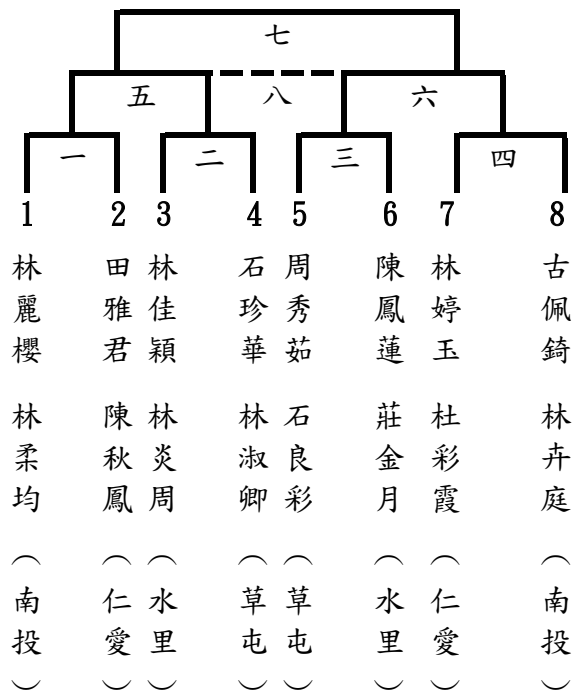 七
五 八 六
一 二 三 四
1 2 3 4 5 6 7 8
林麗櫻 林柔均 （南投）
田雅君 陳秋鳳 （仁愛）
林佳穎 林炎周 （水里）
石珍華 林淑卿 （草屯）
周秀茹 石良彩 （草屯）
陳鳳蓮 莊金月 （水里）
林婷玉 杜彩霞 （仁愛）
古佩錡 林卉庭 （南投）